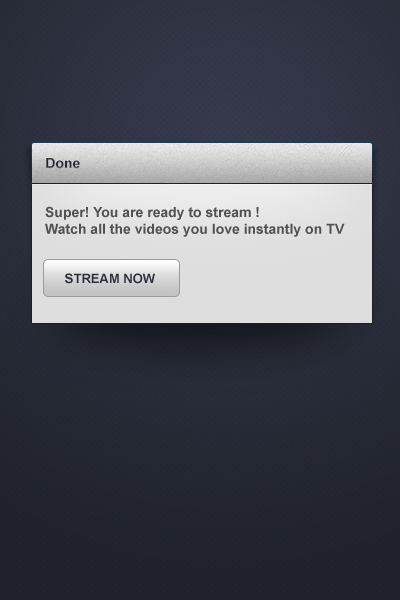 Done
Super! You are ready to stream !
Watch all the videos you love instantly on TV
STREAM NOW